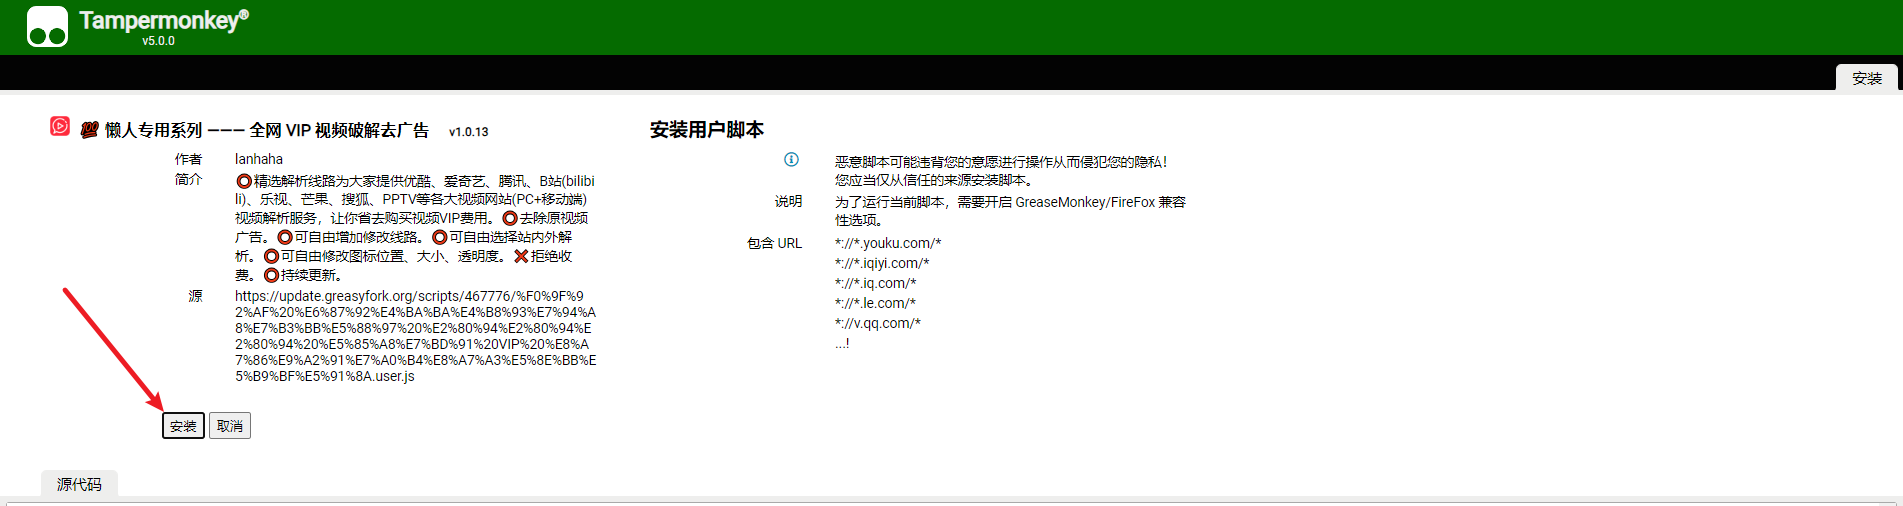 Tampermonkey®
v5.0.0
安装
💯 懒人专用系列 ——— 全网 VIP 视频破解去广告 v1.0.13
作者 lanhaha
简介 ⭕精选解析线路为大家提供优酷、爱奇艺、腾讯、B站(bilibi
li)、乐视、芒果、搜狐、PPTV等各大视频网站(PC+移动端)
视频解析服务，让你省去购买视频VIP费用。⭕去除原视频
广告。⭕可自由增加修改线路。⭕可自由选择站内外解
析。⭕可自由修改图标位置、大小、透明度。❌拒绝收
费。⭕持续更新。
源 https://update.greasyfork.org/scripts/467776/%F0%9F%9
2%AF%20%E6%87%92%E4%BA%BA%E4%B8%93%E7%94%A
8%E7%B3%BB%E5%88%97%20%E2%80%94%E2%80%94%E
2%80%94%20%E5%85%A8%E7%BD%91%20VIP%20%E8%A
7%86%E9%A2%91%E7%A0%B4%E8%A7%A3%E5%8E%BB%E
5%B9%BF%E5%91%8A.user.js
安装 取消
安装用户脚本
恶意脚本可能违背您的意愿进行操作从而侵犯您的隐私！
您应当仅从信任的来源安装脚本。
说明 为了运行当前脚本，需要开启 GreaseMonkey/FireFox 兼容
性选项。
包含 URL *://*.youku.com/*
*://*.iqiyi.com/*
*://*.iq.com/*
*://*.le.com/*
*://v.qq.com/*
...!
源代码